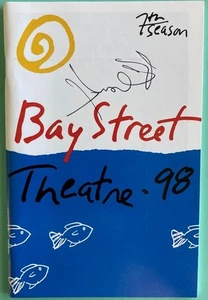 7th
Season
Bay Street
Theatre • 98